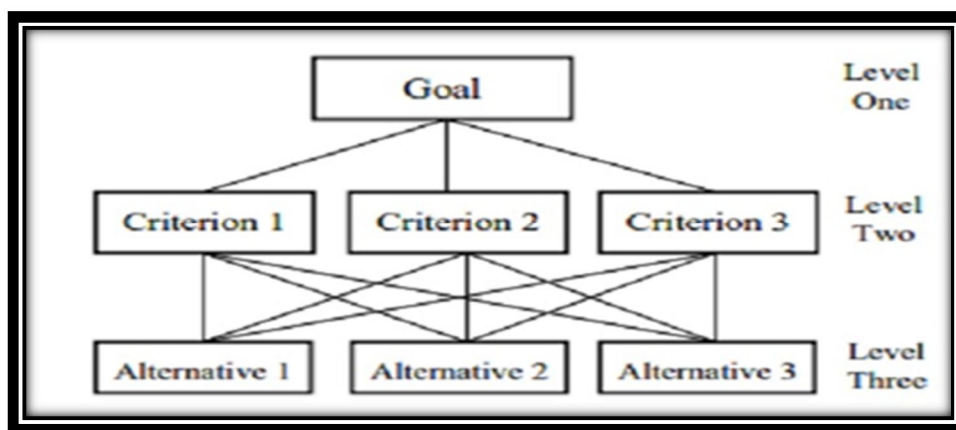 Goal
Level
One
Criterion 1
Criterion 2
Criterion 3
Level
Two
Alternative 1
Alternative 2
Alternative 3
Level
Three